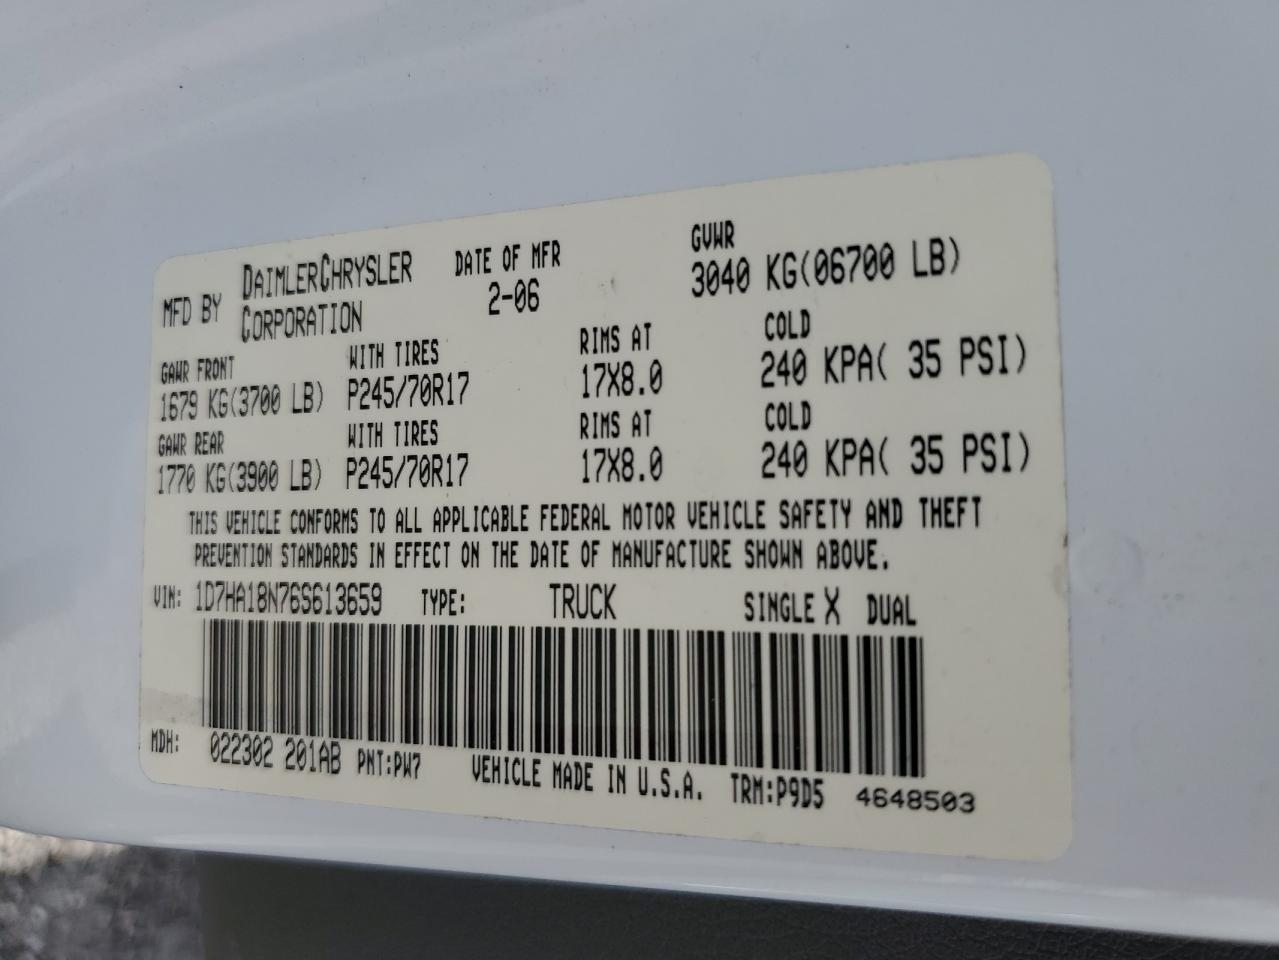 MFD BY DAIMLERCHRYSLER CORPORATION DATE OF MFR 2-06 GVWR 3040 KG(06700 LB)
GAWR FRONT WITH TIRES RIMS AT COLD
1679 KG(3700 LB) P245/70R17 17X8.0 240 KPA( 35 PSI)
GAWR REAR WITH TIRES RIMS AT COLD
1770 KG(3900 LB) P245/70R17 17X8.0 240 KPA( 35 PSI)
THIS VEHICLE CONFORMS TO ALL APPLICABLE FEDERAL MOTOR VEHICLE SAFETY AND THEFT
PREVENTION STANDARDS IN EFFECT ON THE DATE OF MANUFACTURE SHOWN ABOVE.
VIN: 1D7HA18N76S613659 TYPE: TRUCK SINGLE X DUAL
MDH: 022302 201AB PNT:PW7 VEHICLE MADE IN U.S.A. TRM:P9D5 4648503